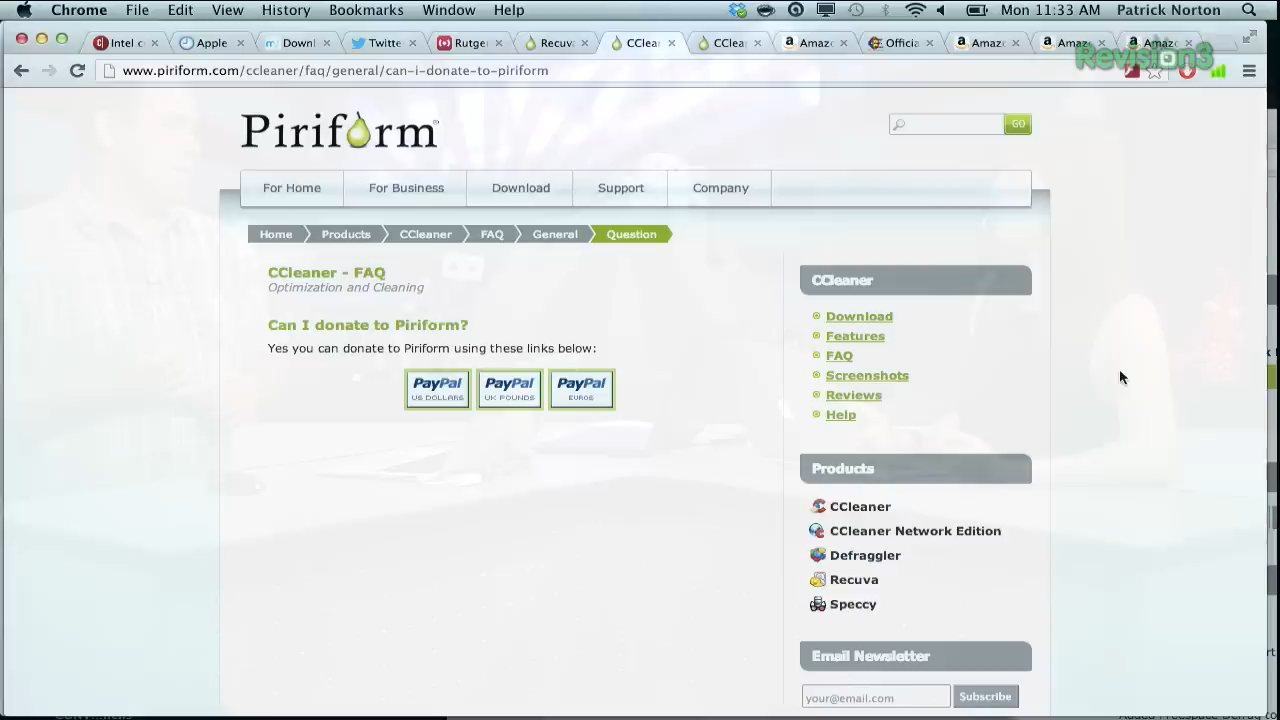 Chrome File Edit View History Bookmarks Window Help Mon 11:33 AM Patrick Norton
Intel c Apple Downl Twitte Rutge Recuv CClea CClea Amaz Officia Amaz Amaz Amaz
Revision3
www.piriform.com/ccleaner/faq/general/can-i-donate-to-piriform
Piriform
GO
For Home For Business Download Support Company
Home Products CCleaner FAQ General Question
CCleaner - FAQ
Optimization and Cleaning
Can I donate to Piriform?
Yes you can donate to Piriform using these links below:
PayPal PayPal PayPal
US DOLLARS UK POUNDS EUROS
CCleaner
Download
Features
FAQ
Screenshots
Reviews
Help
Products
CCleaner
CCleaner Network Edition
Defraggler
Recuva
Speccy
Email Newsletter
your@email.com Subscribe